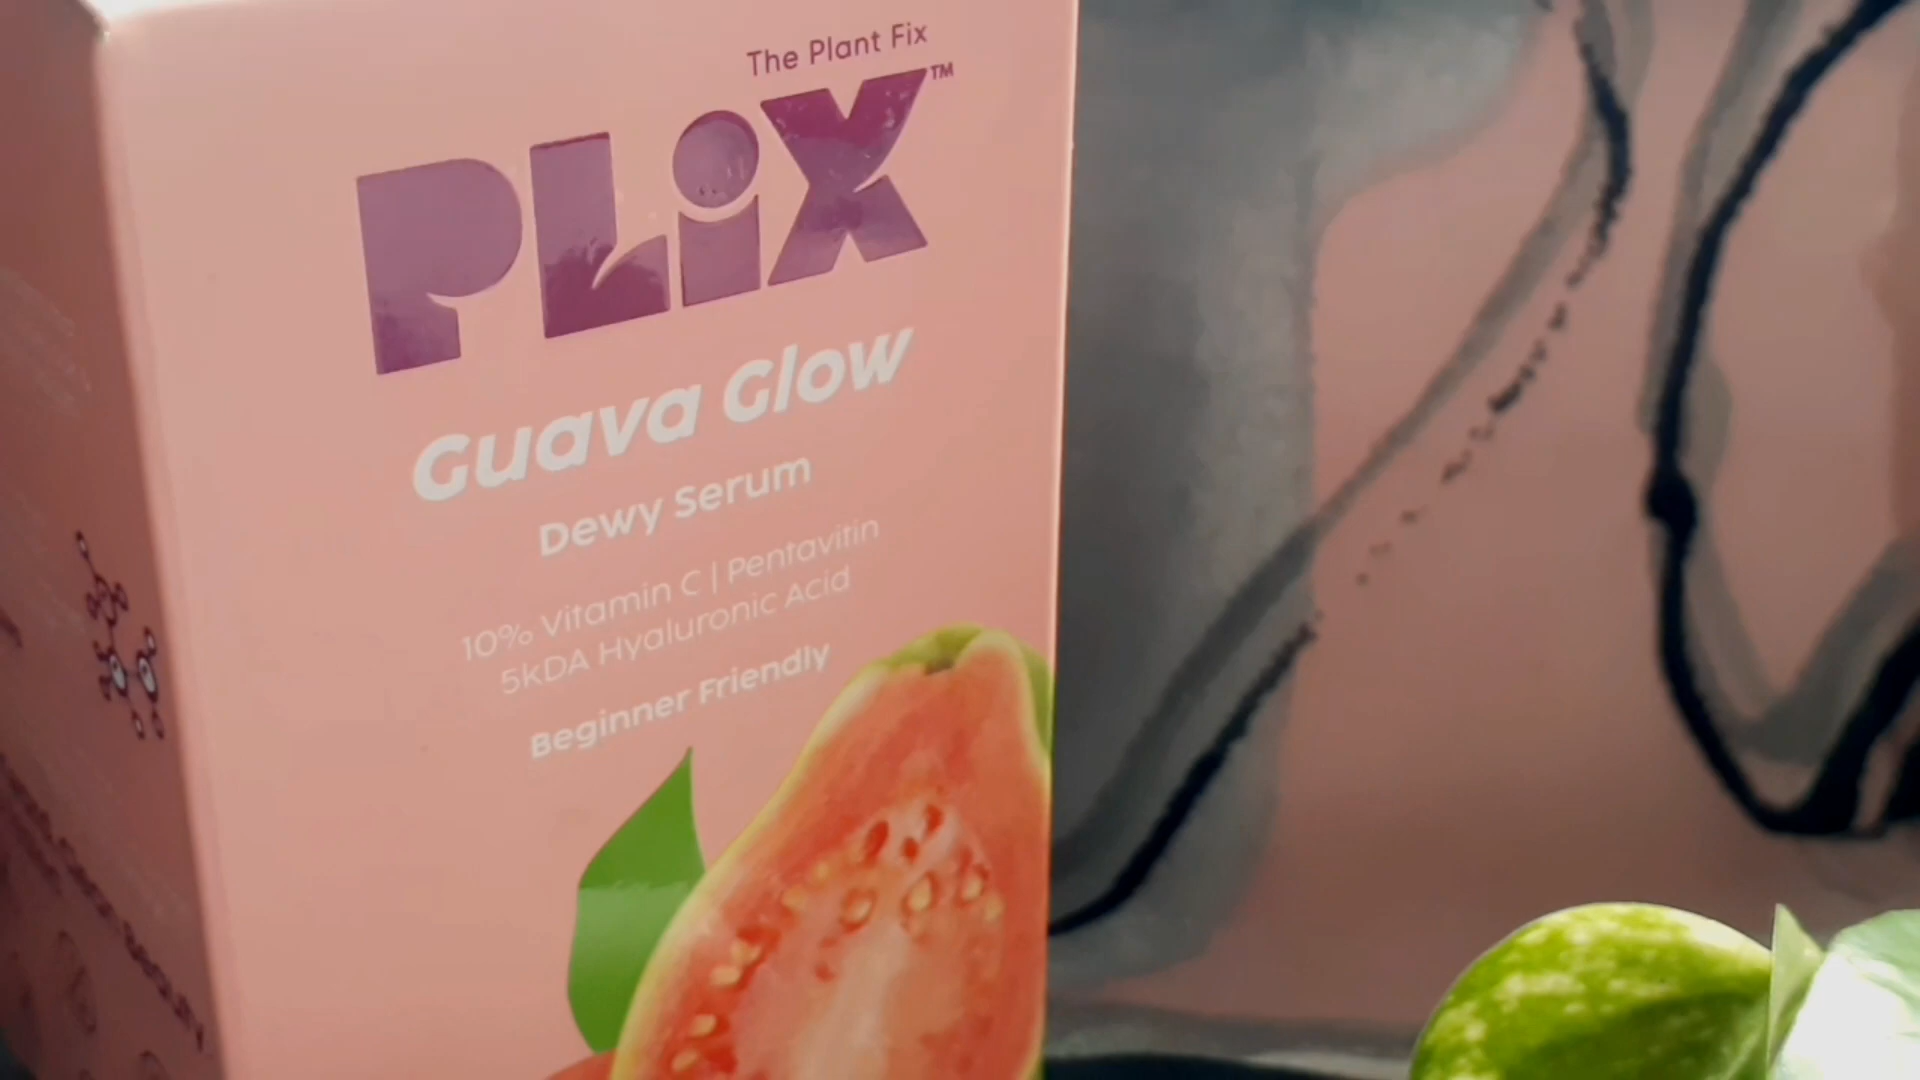 The Plant Fix
PLiX™
Guava Glow
Dewy Serum
10% Vitamin C | Pentavitin
5kDA Hyaluronic Acid
Beginner Friendly